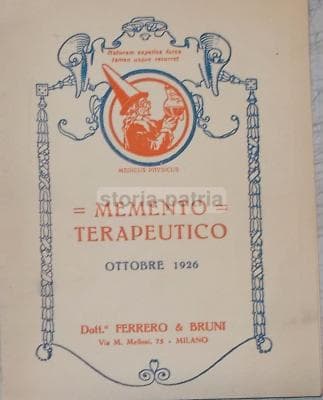 Naturam expellas furca
tamen usque recurret
MEDICUS PHYSICUS
storia-patria
= MEMENTO =
TERAPEUTICO
OTTOBRE 1926
Dott.ri FERRERO & BRUNI
Via M. Melloni, 75 - MILANO